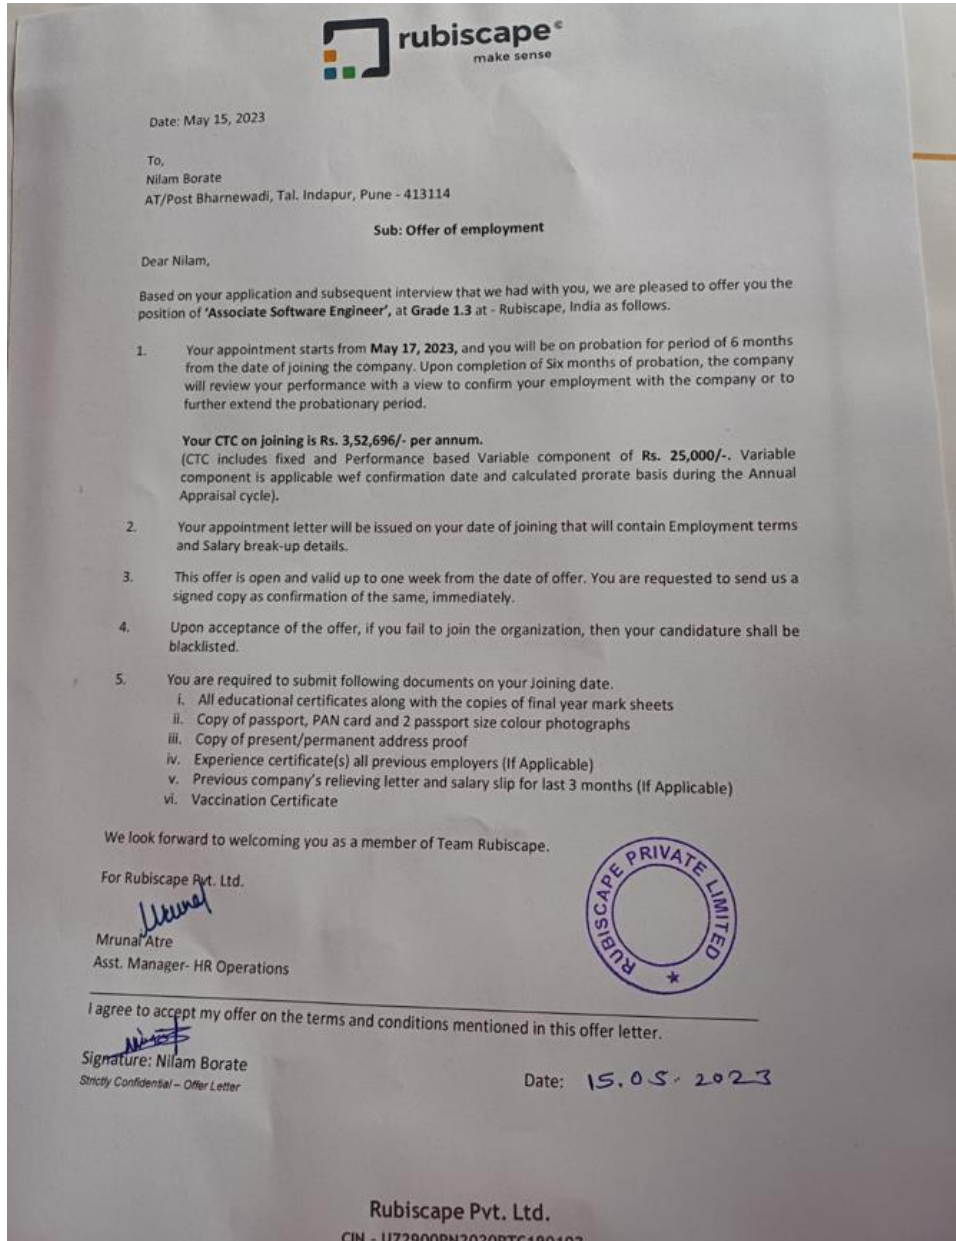 rubiscape©
make sense
Date: May 15, 2023
To,
Nilam Borate
AT/Post Bharnewadi, Tal. Indapur, Pune - 413114
Sub: Offer of employment
Dear Nilam,
Based on your application and subsequent interview that we had with you, we are pleased to offer you the
position of 'Associate Software Engineer', at Grade 1.3 at - Rubiscape, India as follows.
1. Your appointment starts from May 17, 2023, and you will be on probation for period of 6 months
from the date of joining the company. Upon completion of Six months of probation, the company
will review your performance with a view to confirm your employment with the company or to
further extend the probationary period.
Your CTC on joining is Rs. 3,52,696/- per annum.
(CTC includes fixed and Performance based Variable component of Rs. 25,000/-. Variable
component is applicable wef confirmation date and calculated prorate basis during the Annual
Appraisal cycle).
2. Your appointment letter will be issued on your date of joining that will contain Employment terms
and Salary break-up details.
3. This offer is open and valid up to one week from the date of offer. You are requested to send us a
signed copy as confirmation of the same, immediately.
4. Upon acceptance of the offer, if you fail to join the organization, then your candidature shall be
blacklisted.
5. You are required to submit following documents on your Joining date.
i. All educational certificates along with the copies of final year mark sheets
ii. Copy of passport, PAN card and 2 passport size colour photographs
iii. Copy of present/permanent address proof
iv. Experience certificate(s) all previous employers (If Applicable)
v. Previous company's relieving letter and salary slip for last 3 months (If Applicable)
vi. Vaccination Certificate
We look forward to welcoming you as a member of Team Rubiscape.
For Rubiscape Pvt. Ltd.
Mrunal
Mrunal Atre
Asst. Manager- HR Operations
RUBISCAPE PRIVATE LIMITED
I agree to accept my offer on the terms and conditions mentioned in this offer letter.
Signature: Nilam Borate
Strictly Confidential – Offer Letter
Date: 15.05.2023
Rubiscape Pvt. Ltd.
CIN -